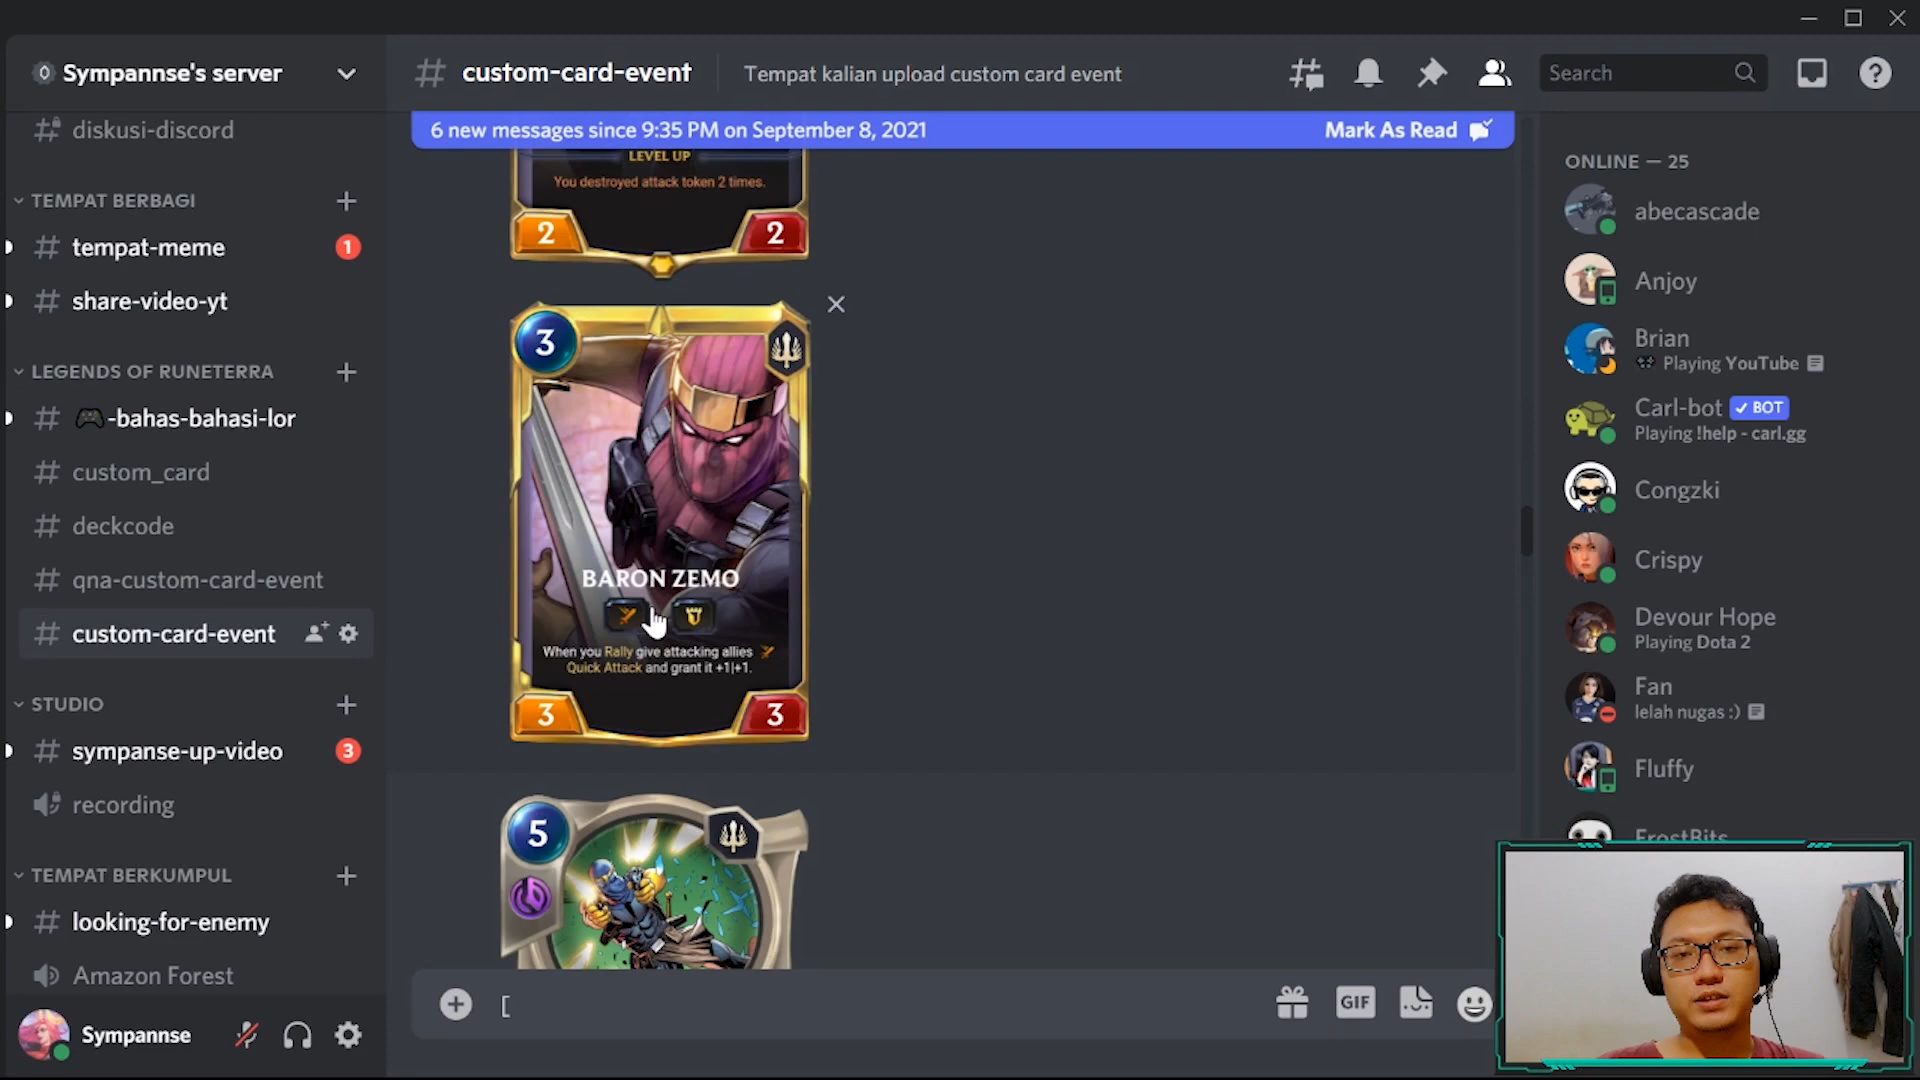 Sympannse's server
diskusi-discord
TEMPAT BERBAGI
tempat-meme
1
share-video-yt
LEGENDS OF RUNETERRA
-bahas-bahasi-lor
custom_card
deckcode
qna-custom-card-event
custom-card-event
STUDIO
sympanse-up-video
3
recording
TEMPAT BERKUMPUL
looking-for-enemy
Amazon Forest
Sympannse
custom-card-event
Tempat kalian upload custom card event
Search
6 new messages since 9:35 PM on September 8, 2021
Mark As Read
LEVEL UP
You destroyed attack token 2 times.
2
2
3
BARON ZEMO
When you Rally give attacking allies
Quick Attack and grant it +1|+1.
3
3
5
[
GIF
ONLINE — 25
abecascade
Anjoy
Brian
Playing YouTube
Carl-bot
BOT
Playing !help - carl.gg
Congzki
Crispy
Devour Hope
Playing Dota 2
Fan
lelah nugas :)
Fluffy
FrostBits